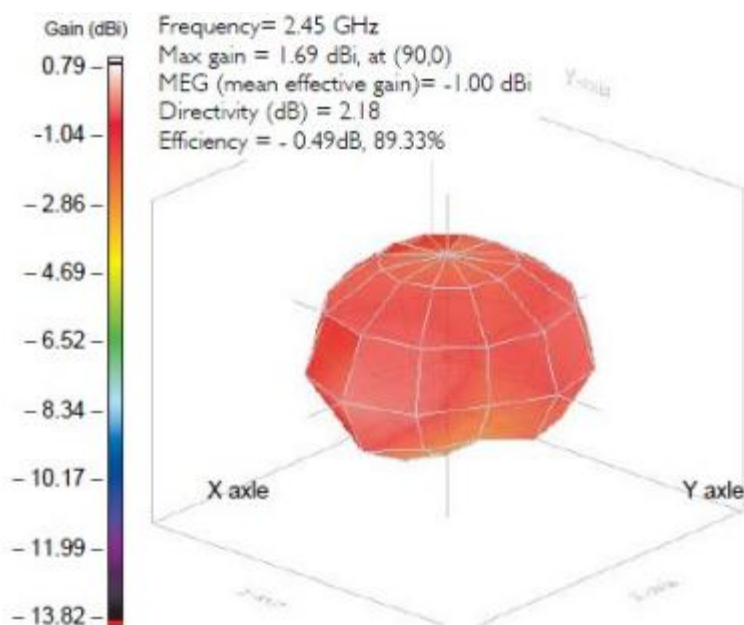 Gain (dBi)
Frequency= 2.45 GHz
Max gain = 1.69 dBi, at (90,0)
MEG (mean effective gain)= -1.00 dBi
Directivity (dB) = 2.18
Efficiency = - 0.49dB, 89.33%
0.79 –
-1.04 –
– 2.86 –
– 4.69 –
– 6.52 –
– 8.34 –
– 10.17 –
– 11.99 –
– 13.82 –
X axle
Y axle